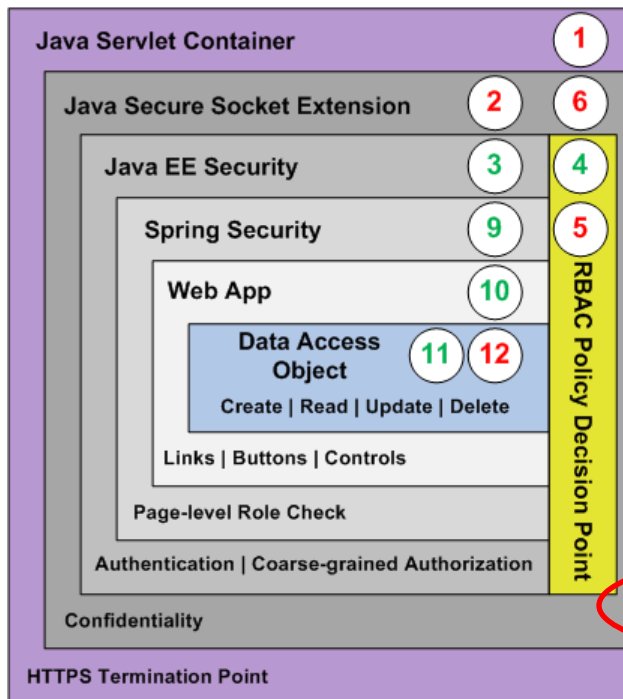 Java Servlet Container 1
Java Secure Socket Extension 2 6
Java EE Security 3 4
Spring Security 9 5
Web App 10
Data Access 11 12
Object
Create | Read | Update | Delete
Links | Buttons | Controls
Page-level Role Check
Authentication | Coarse-grained Authorization
RBAC Policy Decision Point
Confidentiality
HTTPS Termination Point